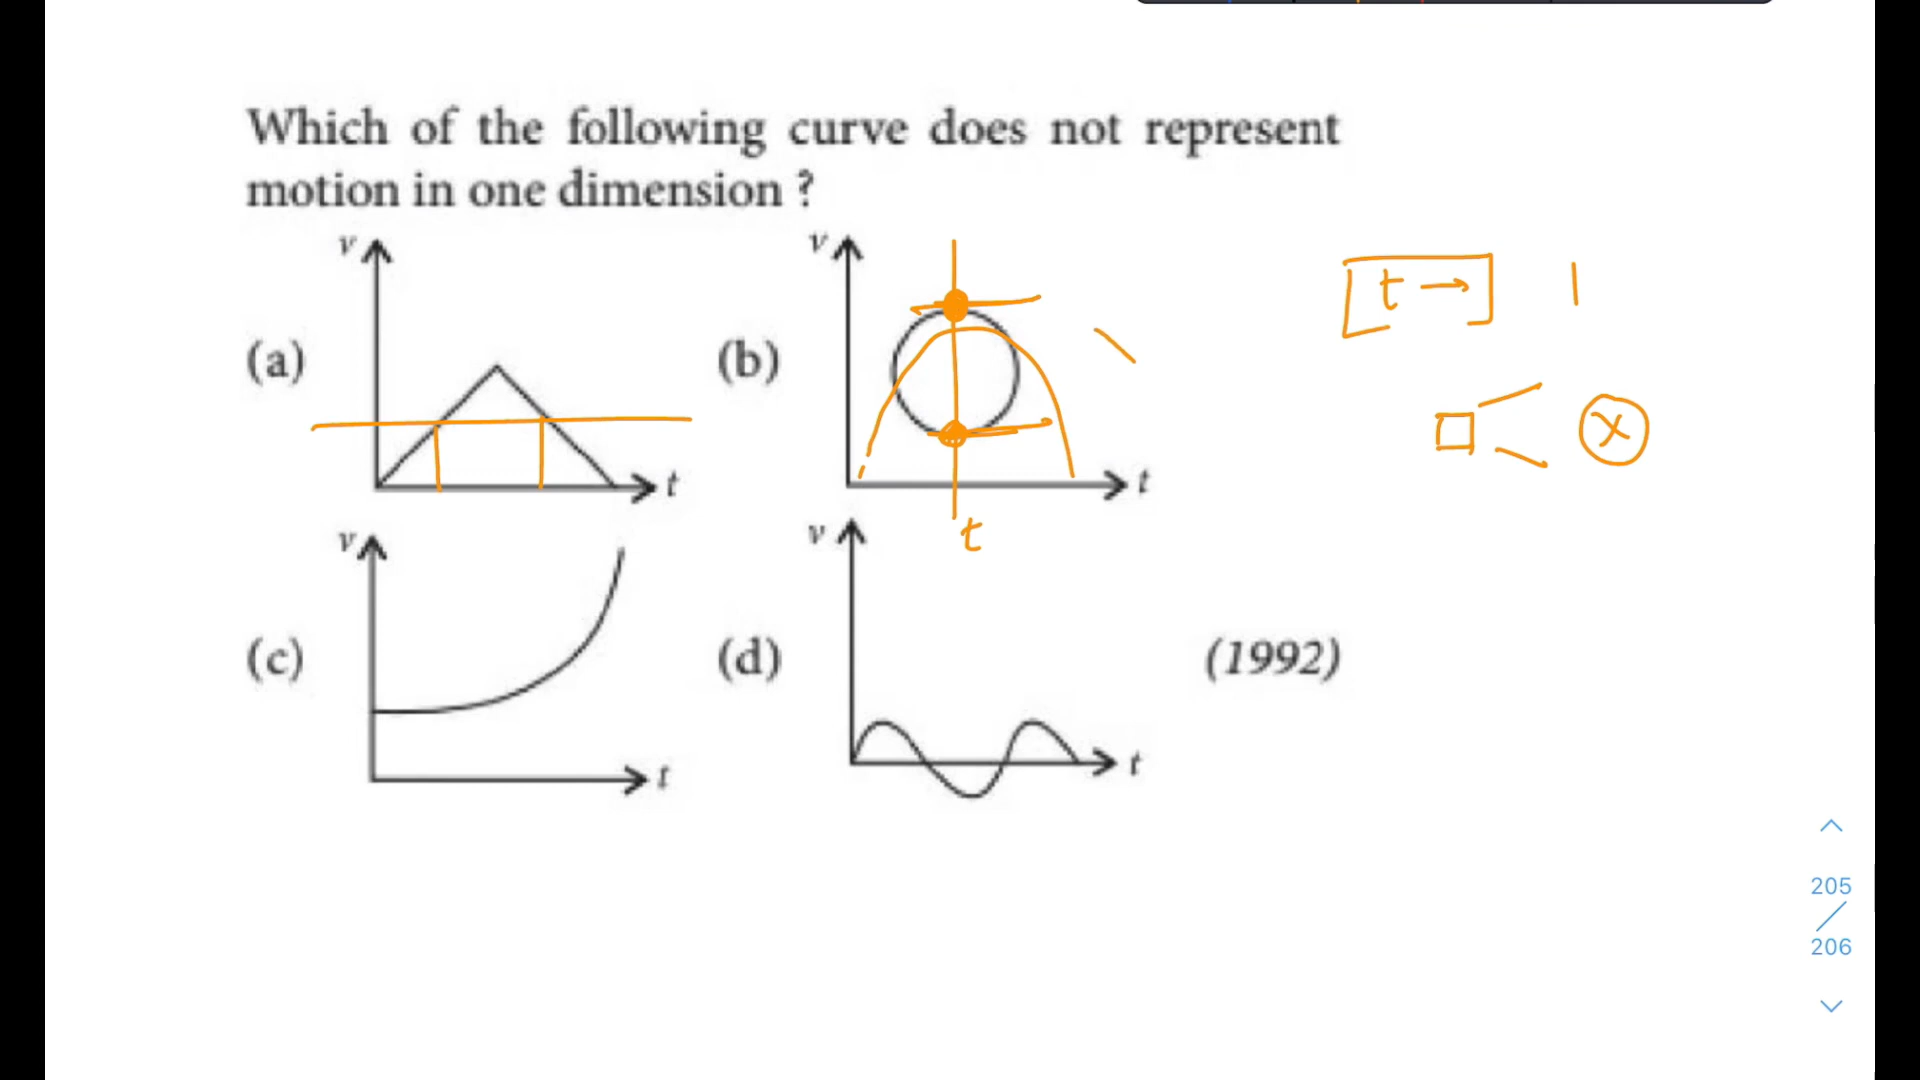 Which of the following curve does not represent
motion in one dimension ?
v
(a)
t
v
(b)
t
t
[t →] |
x
v
(c)
t
v
(d)
t
(1992)
205
206